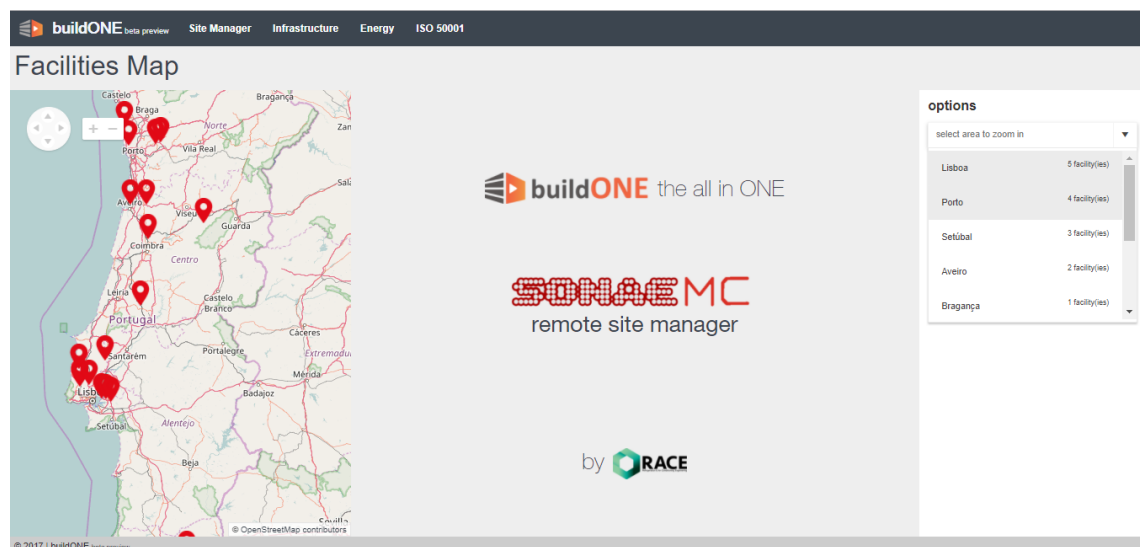 buildONE beta preview Site Manager Infrastructure Energy ISO 50001
Facilities Map
Castelo
Bragança
Braga
Norte
Zan
+ −
Porto
Vila Real
Sala
Aveiro
Viseu
Guarda
Coimbra
Centro
Leiria
Castelo
Branco
Portugal
Cáceres
Santarém
Portalegre
Extremadu
Mérida
Badajoz
Lisb
Setúbal
Alentejo
Beja
Sevilla
© OpenStreetMap contributors
buildONE the all in ONE
SONAE MC
remote site manager
by RACE
options
select area to zoom in
Lisboa 5 facility(ies)
Porto 4 facility(ies)
Setúbal 3 facility(ies)
Aveiro 2 facility(ies)
Bragança 1 facility(ies)
© 2017 | buildONE beta preview